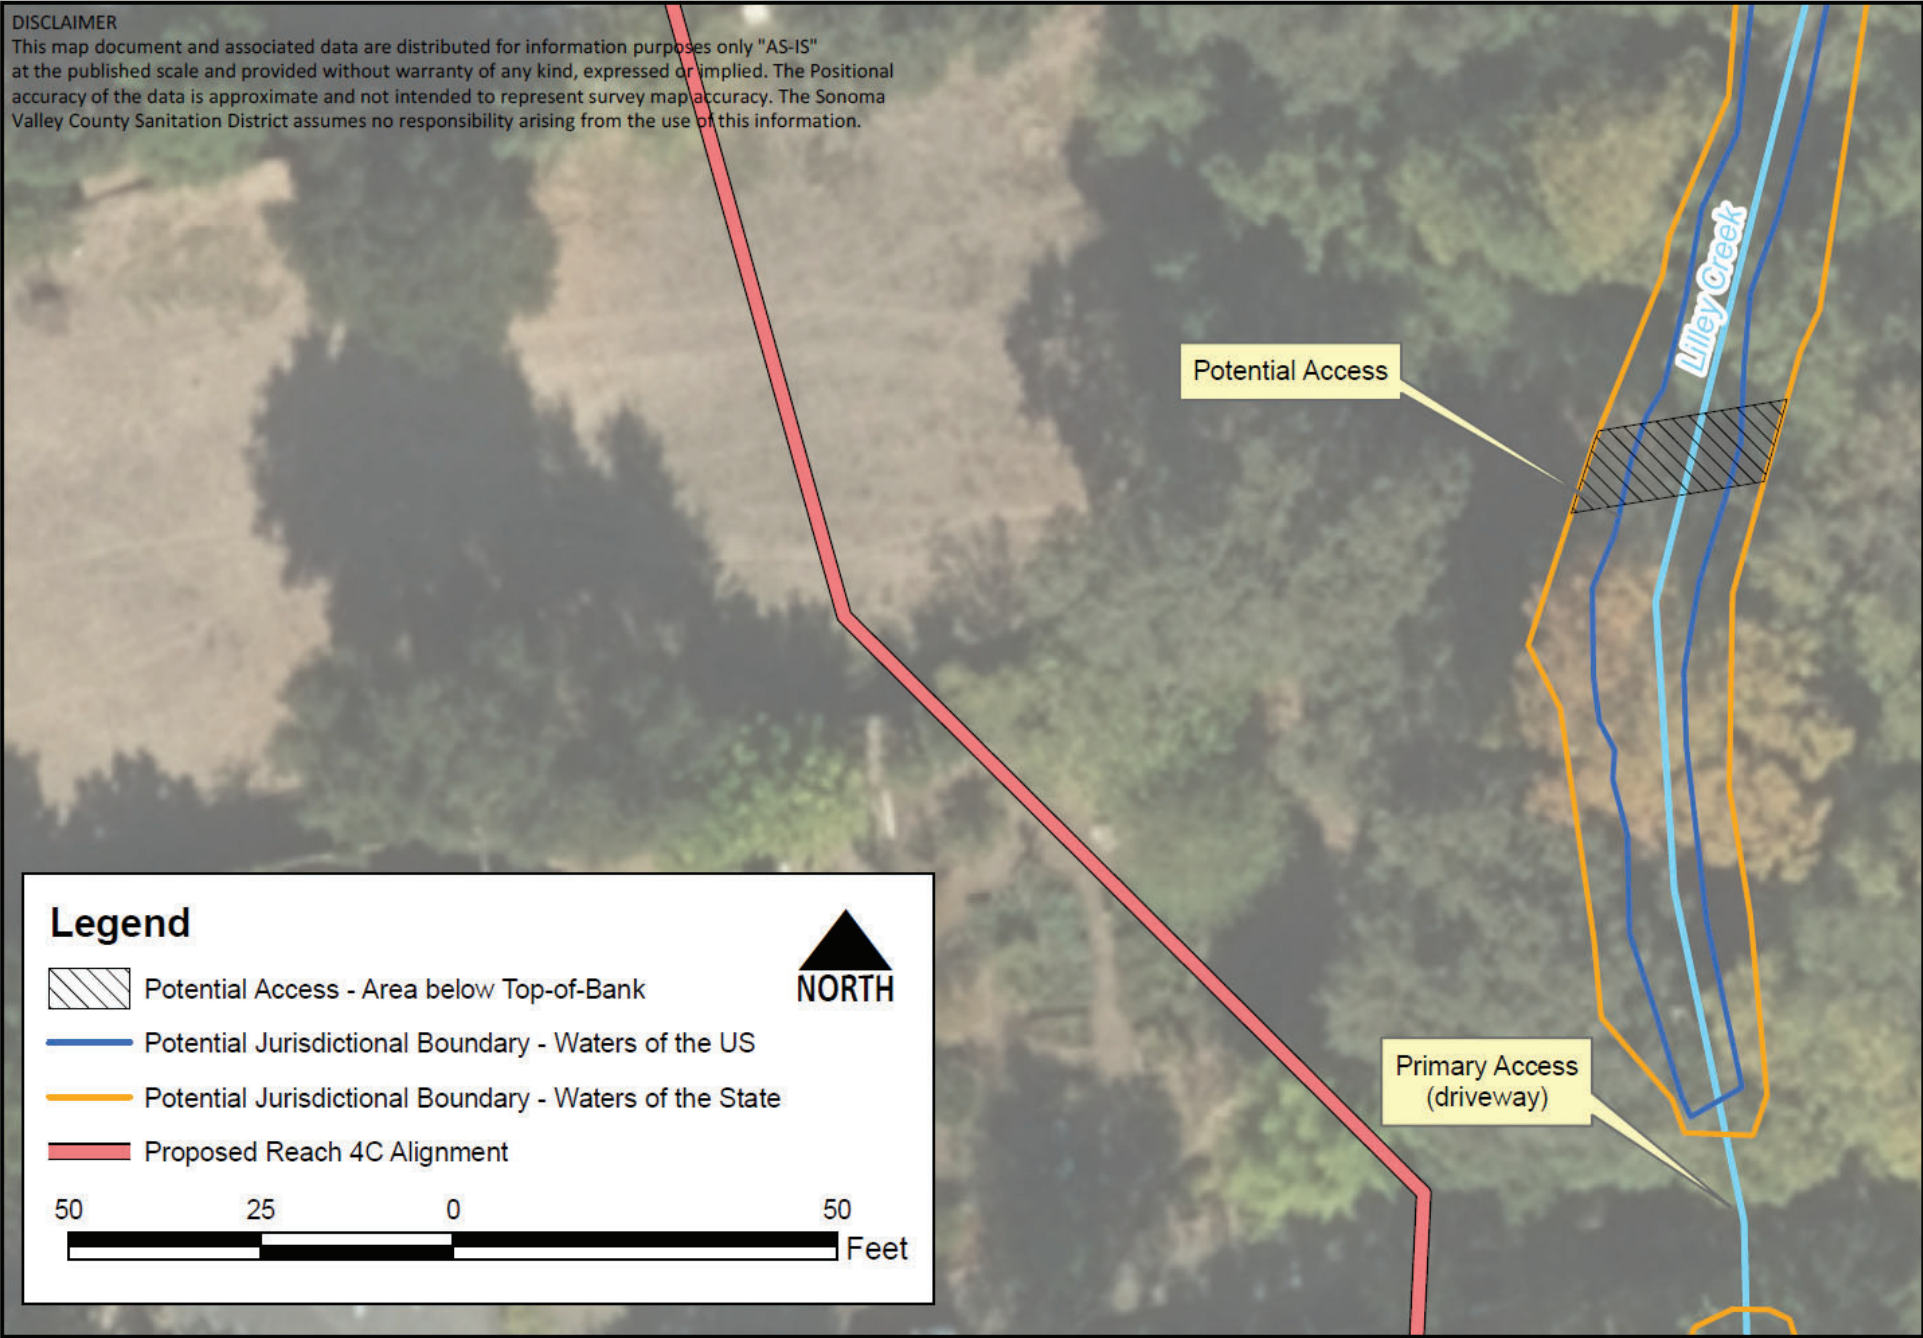 DISCLAIMER
This map document and associated data are distributed for information purposes only "AS-IS"
at the published scale and provided without warranty of any kind, expressed or implied. The Positional
accuracy of the data is approximate and not intended to represent survey map accuracy. The Sonoma
Valley County Sanitation District assumes no responsibility arising from the use of this information.
Lilley Creek
Potential Access
Primary Access
(driveway)
Legend
NORTH
Potential Access - Area below Top-of-Bank
Potential Jurisdictional Boundary - Waters of the US
Potential Jurisdictional Boundary - Waters of the State
Proposed Reach 4C Alignment
50 25 0 50
Feet